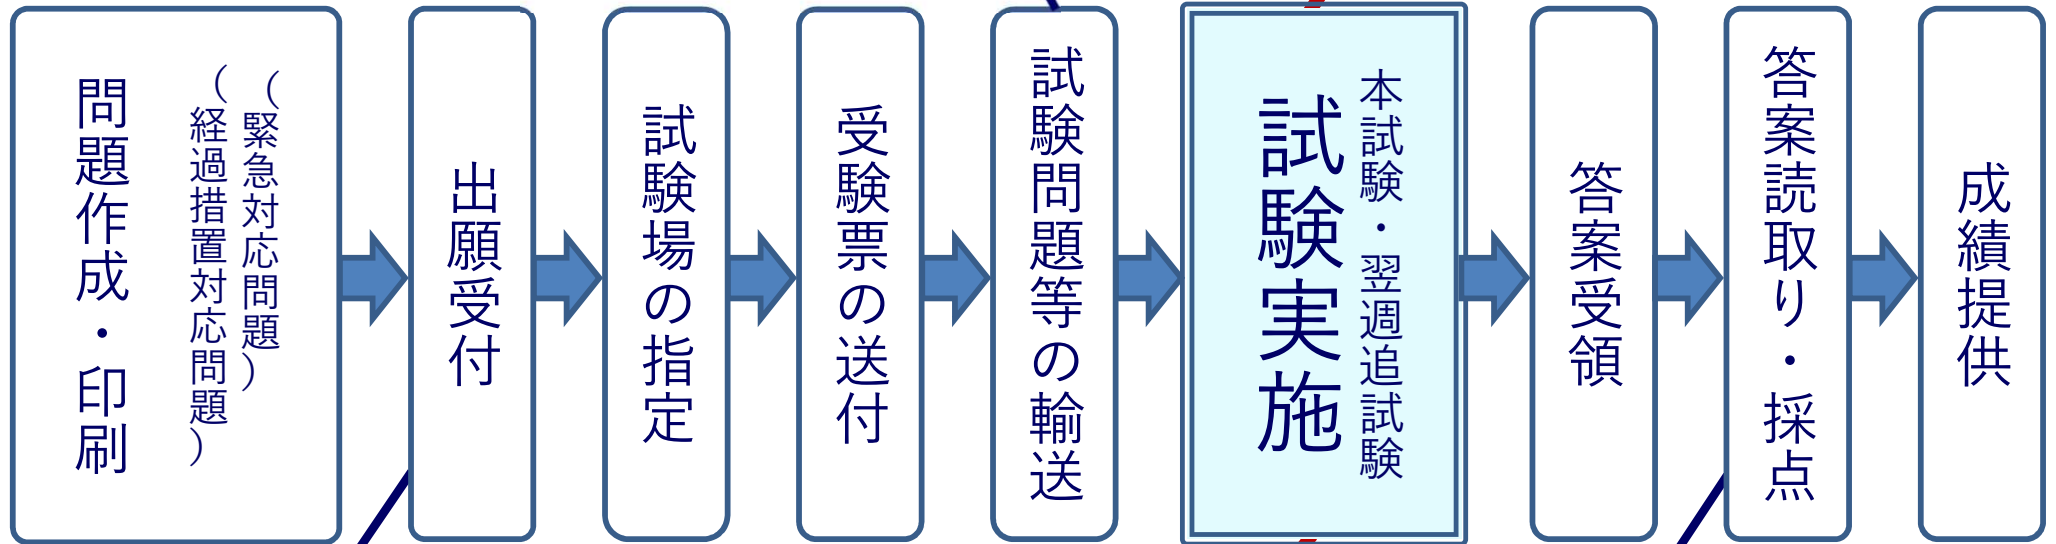 問題作成・印刷
（緊急対応問題）
（経過措置対応問題）
出願受付
試験場の指定
受験票の送付
試験問題等の輸送
本試験・翌週追試験
試験実施
答案受領
答案読取り・採点
成績提供